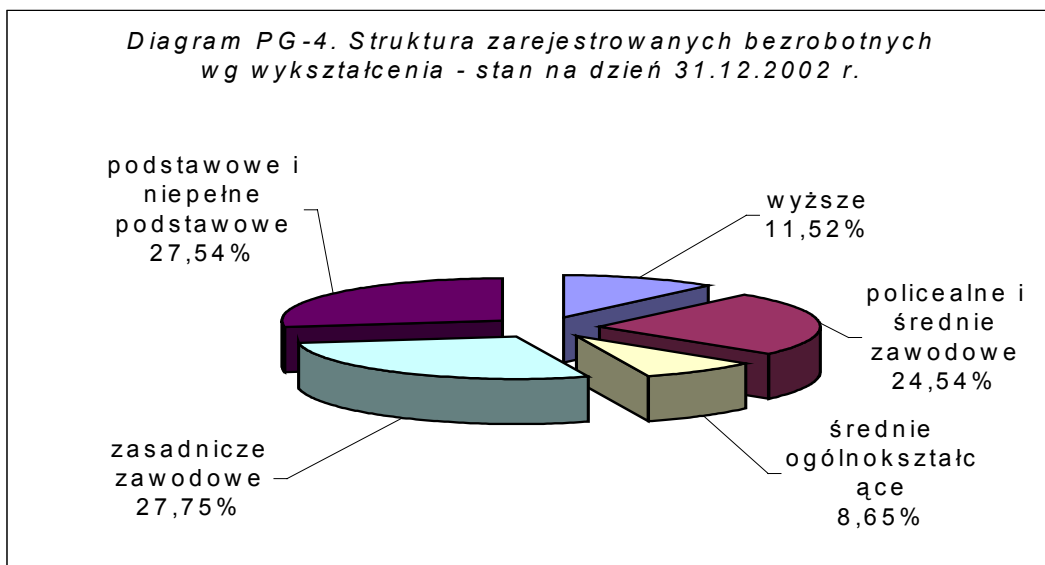 Diagram PG-4. Struktura zarejestrowanych bezrobotnych
wg wykształcenia - stan na dzień 31.12.2002 r.
podstawowe i
niepełne
podstawowe
27,54%
wyższe
11,52%
policealne i
średnie
zawodowe
24,54%
średnie
ogólnokształc
ące
8,65%
zasadnicze
zawodowe
27,75%